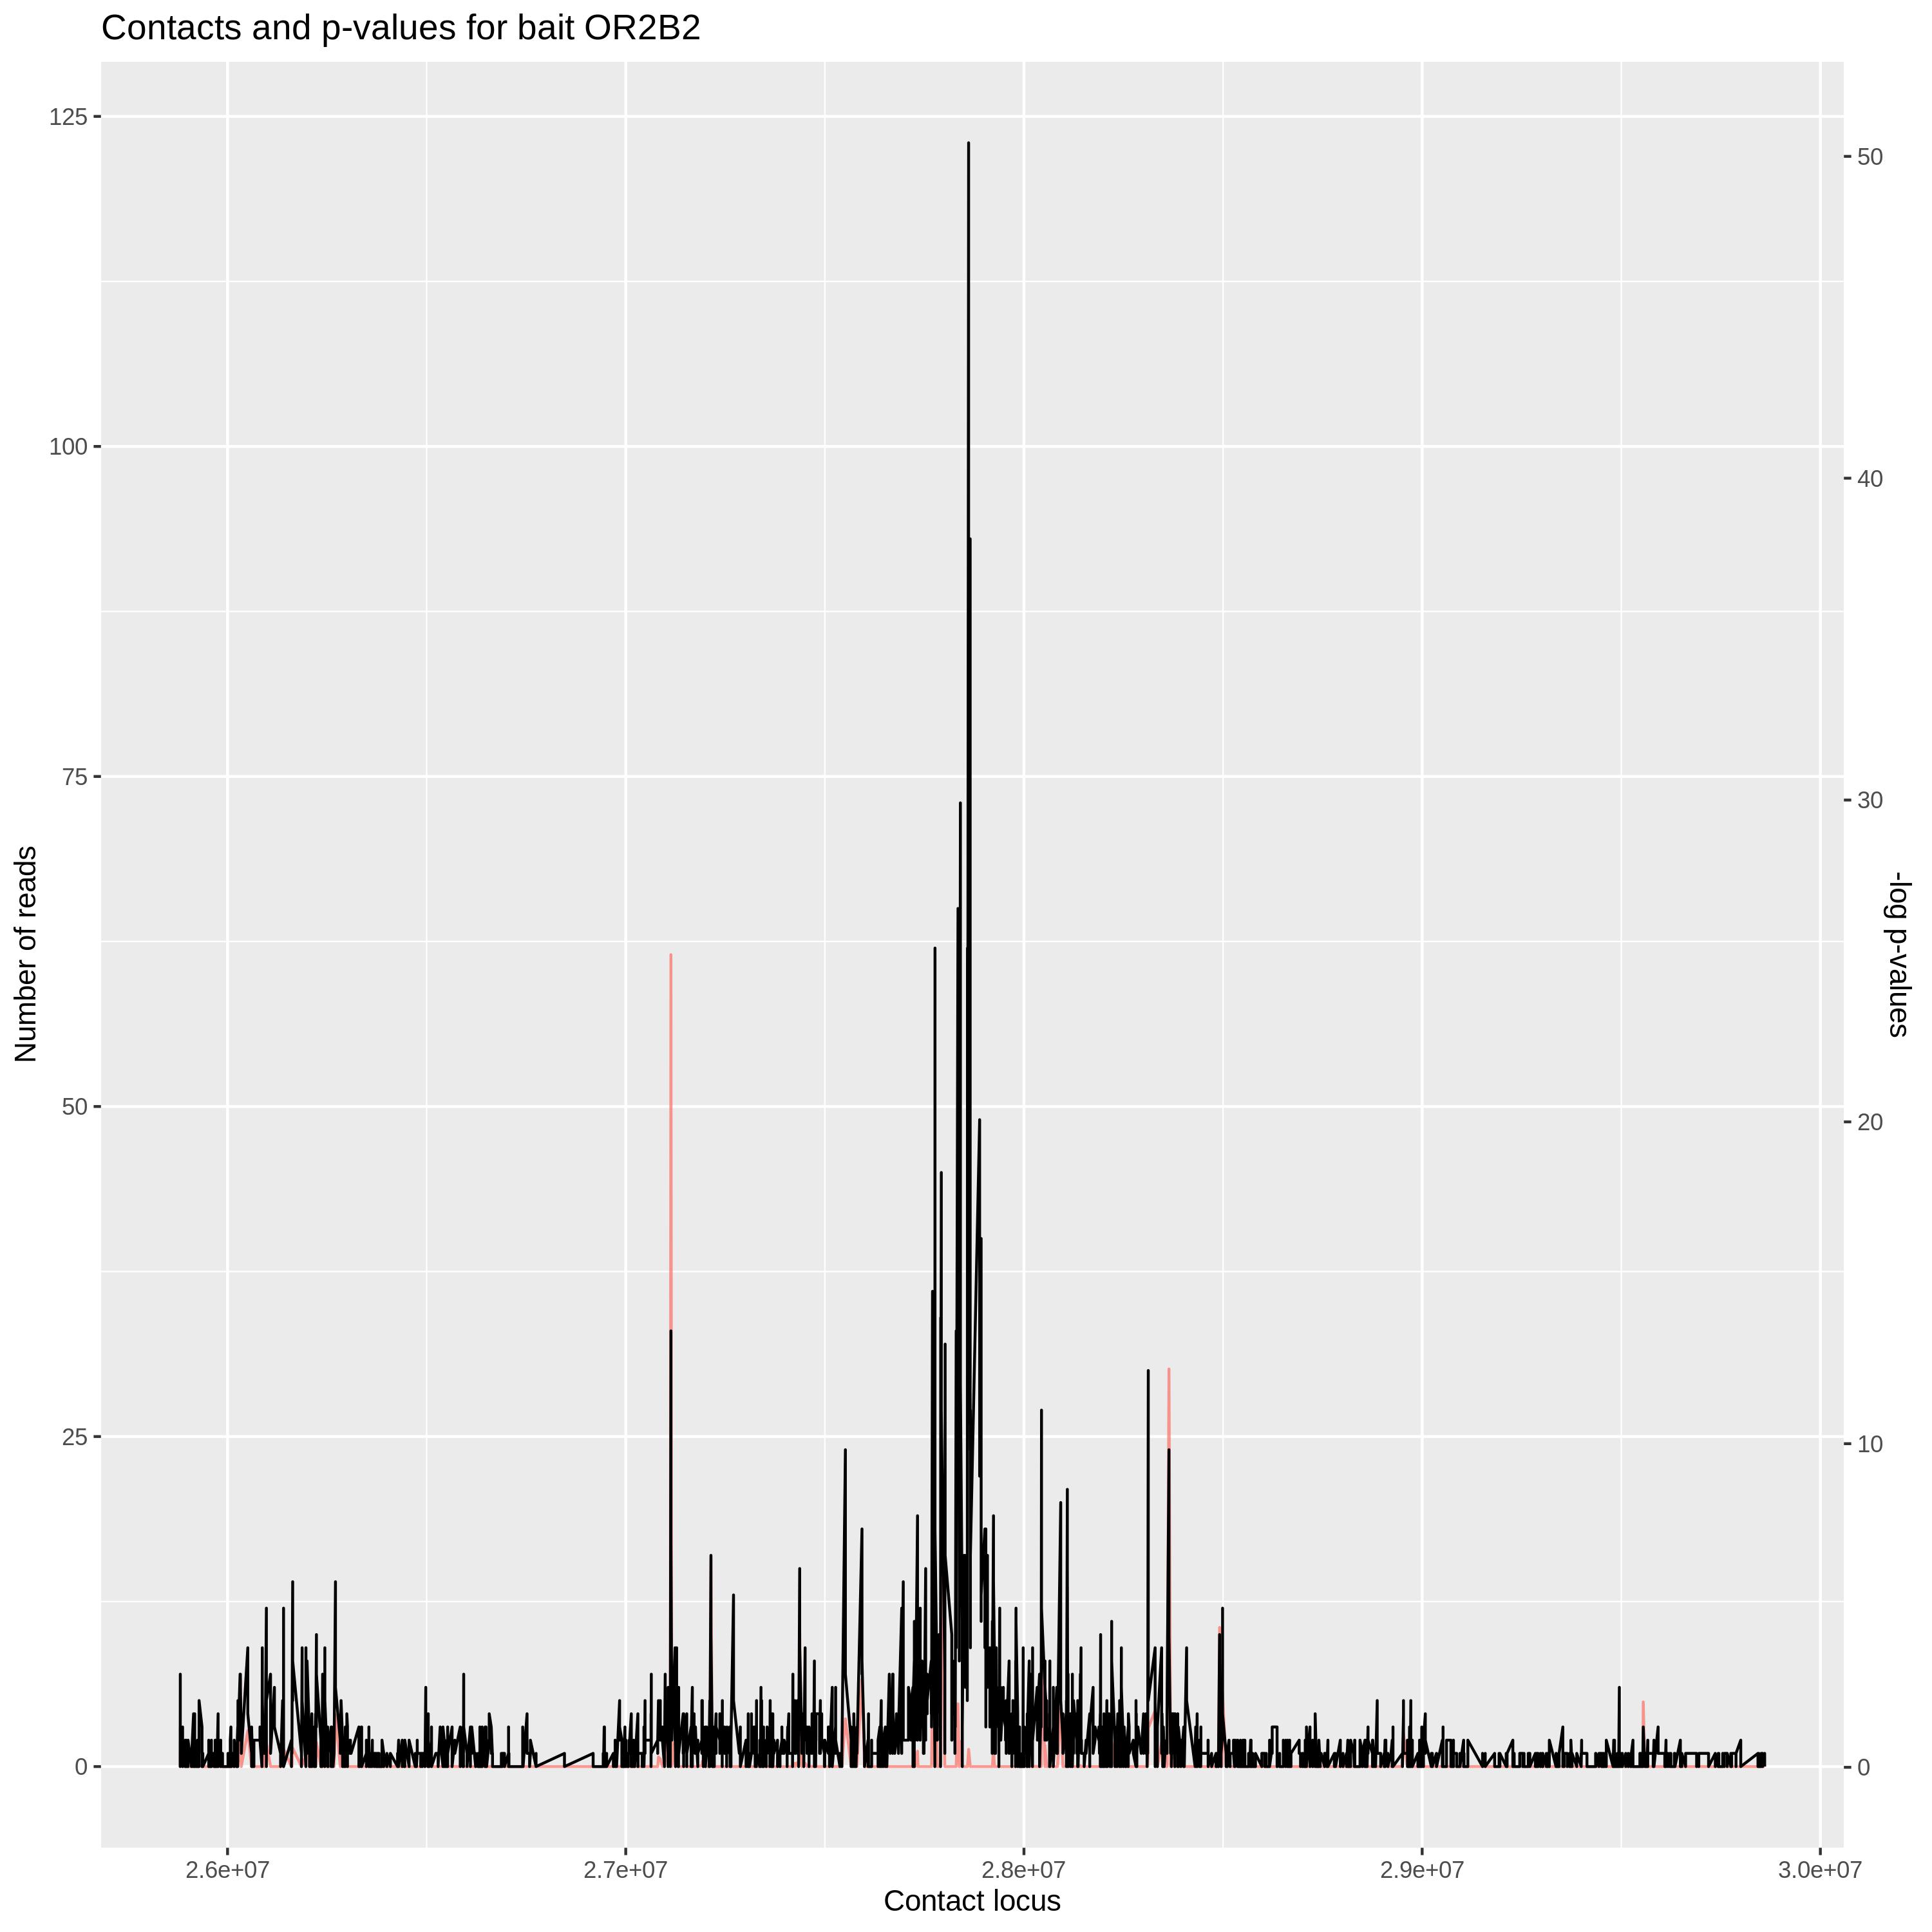 Contacts and p-values for bait OR2B2
125
100
75
50
25
0
Number of reads
50
40
30
20
10
0
-log p-values
2.6e+07
2.7e+07
2.8e+07
2.9e+07
3.0e+07
Contact locus